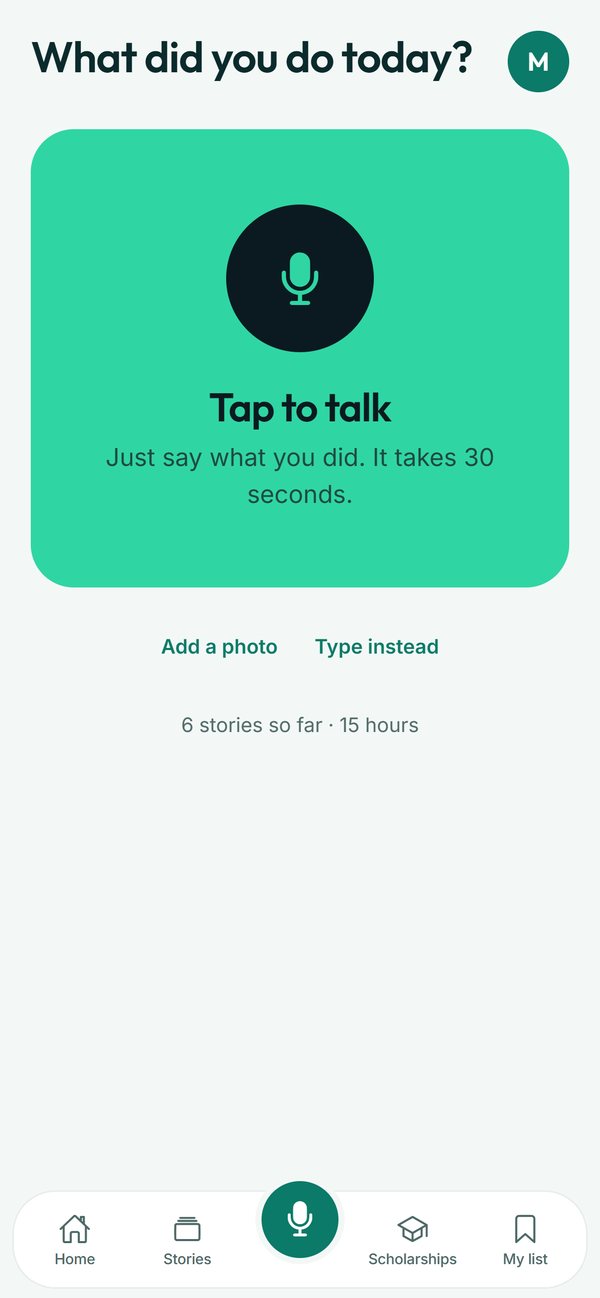 What did you do today?
M
Tap to talk
Just say what you did. It takes 30
seconds.
Add a photo
Type instead
6 stories so far · 15 hours
Home
Stories
Scholarships
My list